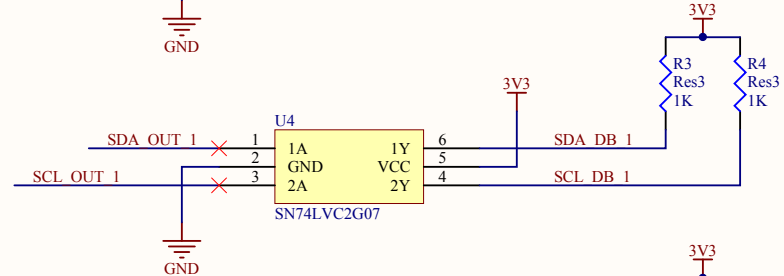 GND
3V3
R3
Res3
1K
R4
Res3
1K
3V3
U4
SDA_OUT_1
1
1A
1Y
6
SDA_DB_1
2
GND
VCC
5
SCL_OUT_1
3
2A
2Y
4
SCL_DB_1
SN74LVC2G07
GND
3V3